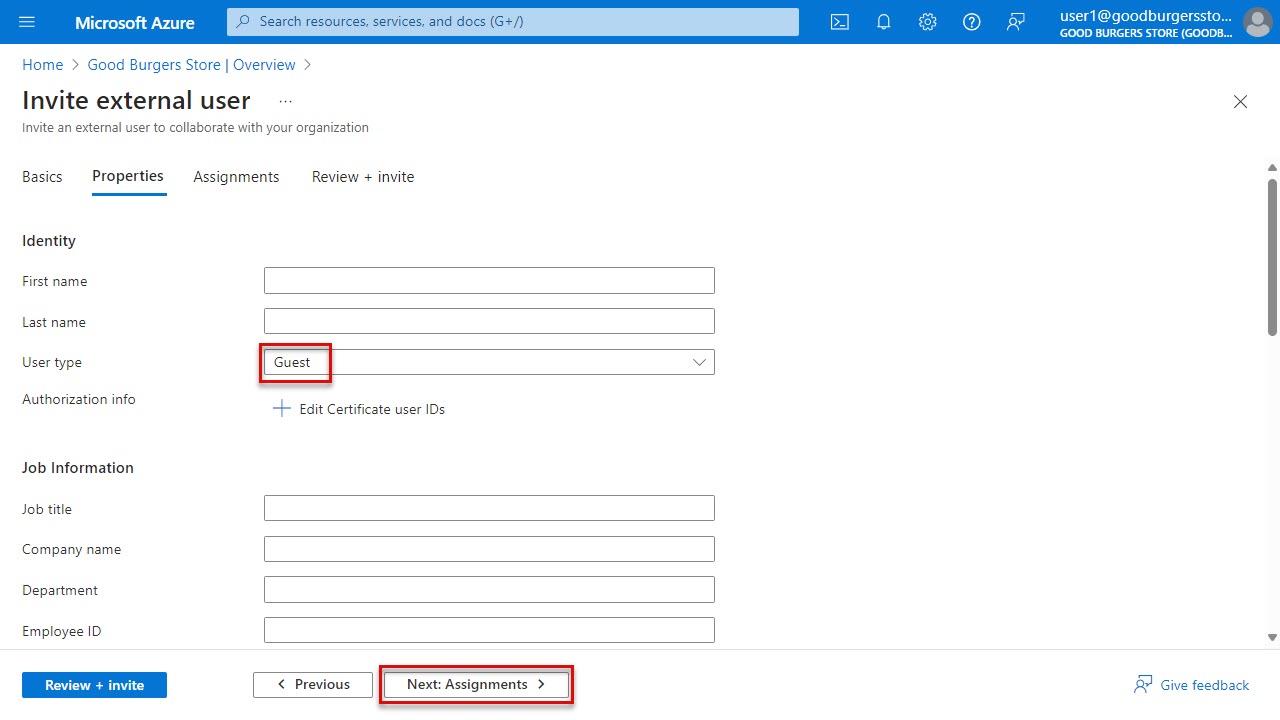 Microsoft Azure
Search resources, services, and docs (G+/)
user1@goodburgerssto...
GOOD BURGERS STORE (GOODB...
Home > Good Burgers Store | Overview >
Invite external user ...
Invite an external user to collaborate with your organization
Basics Properties Assignments Review + invite
Identity
First name
Last name
User type Guest
Authorization info
Edit Certificate user IDs
Job Information
Job title
Company name
Department
Employee ID
Review + invite < Previous Next: Assignments > Give feedback